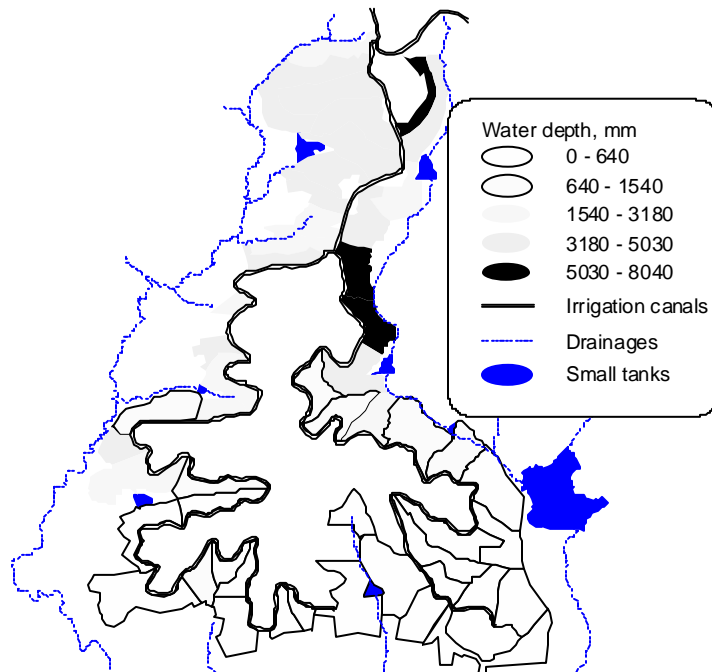 Water depth, mm
0 - 640
640 - 1540
1540 - 3180
3180 - 5030
5030 - 8040
Irrigation canals
Drainages
Small tanks